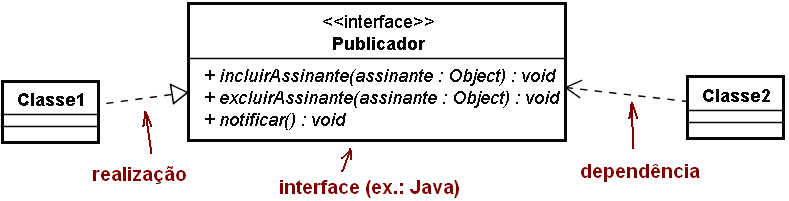 <<interface>>
Publicador
+ incluirAssinante(assinante : Object) : void
+ excluirAssinante(assinante : Object) : void
+ notificar() : void
Classe1
Classe2
realização
interface (ex.: Java)
dependência